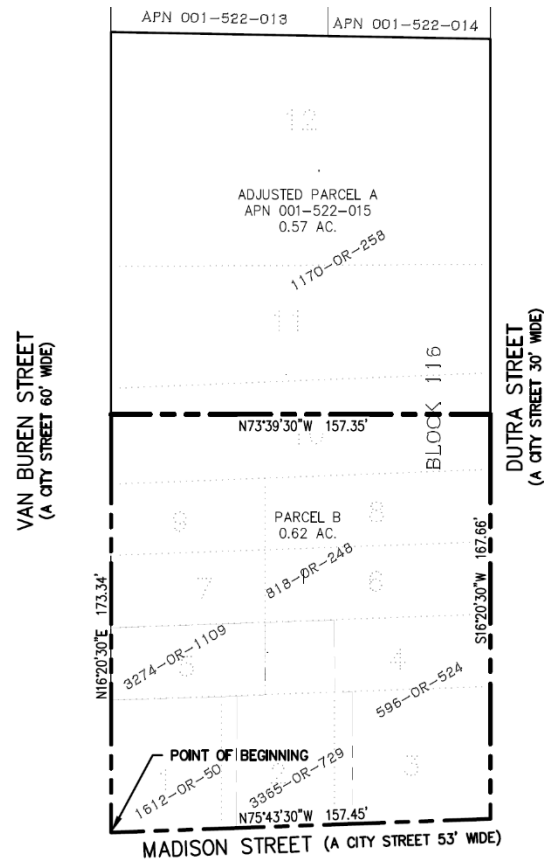 APN 001-522-013
APN 001-522-014
12
ADJUSTED PARCEL A
APN 001-522-015
0.57 AC.
1170-OR-258
11
BLOCK 116
VAN BUREN STREET
(A CITY STREET 60' WIDE)
DUTRA STREET
(A CITY STREET 30' WIDE)
N73°39'30"W 157.35'
10
9
8
PARCEL B
0.62 AC.
7
6
818-OR-248
N16°20'30"E 173.34'
S16°20'30"W 167.66'
3274-OR-1109
5
4
596-OR-524
POINT OF BEGINNING
1
2
3
1612-OR-50
3365-OR-729
N75°43'30"W 157.45'
MADISON STREET (A CITY STREET 53' WIDE)